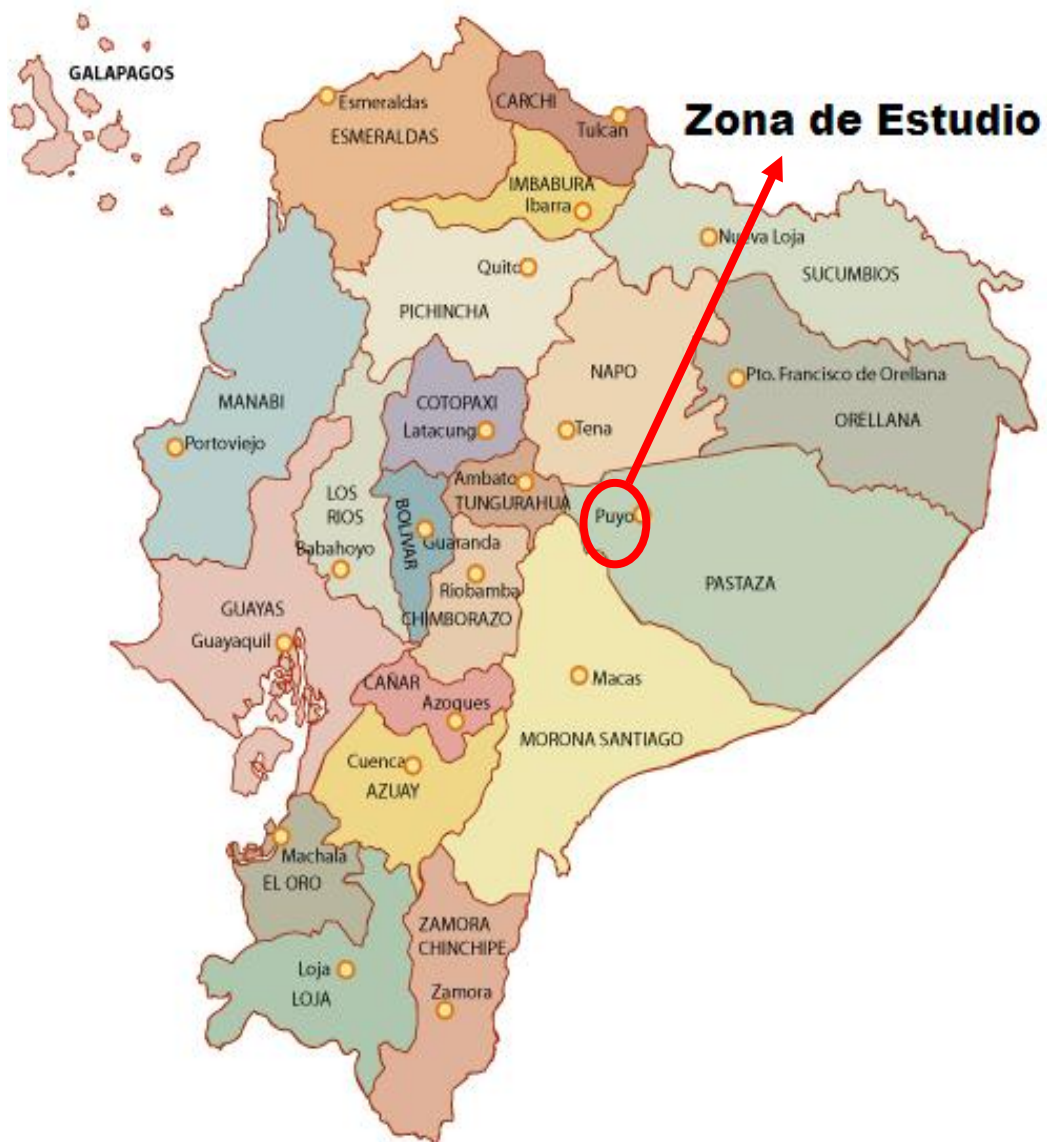 GALAPAGOS
Esmeraldas
ESMERALDAS
CARCHI
Tulcan
Zona de Estudio
IMBABURA
Ibarra
Nueva Loja
SUCUMBIOS
Quito
PICHINCHA
NAPO
Pto. Francisco de Orellana
ORELLANA
MANABI
Portoviejo
COTOPAXI
Latacung
Tena
Ambato
TUNGURAHUA
LOS
RIOS
Babahoyo
BOLIVAR
Guaranda
Puyo
PASTAZA
Riobamba
CHIMBORAZO
GUAYAS
Guayaquil
CAÑAR
Azoques
Macas
MORONA SANTIAGO
Cuenca
AZUAY
Machala
EL ORO
ZAMORA
CHINCHIPE
Loja
LOJA
Zamora